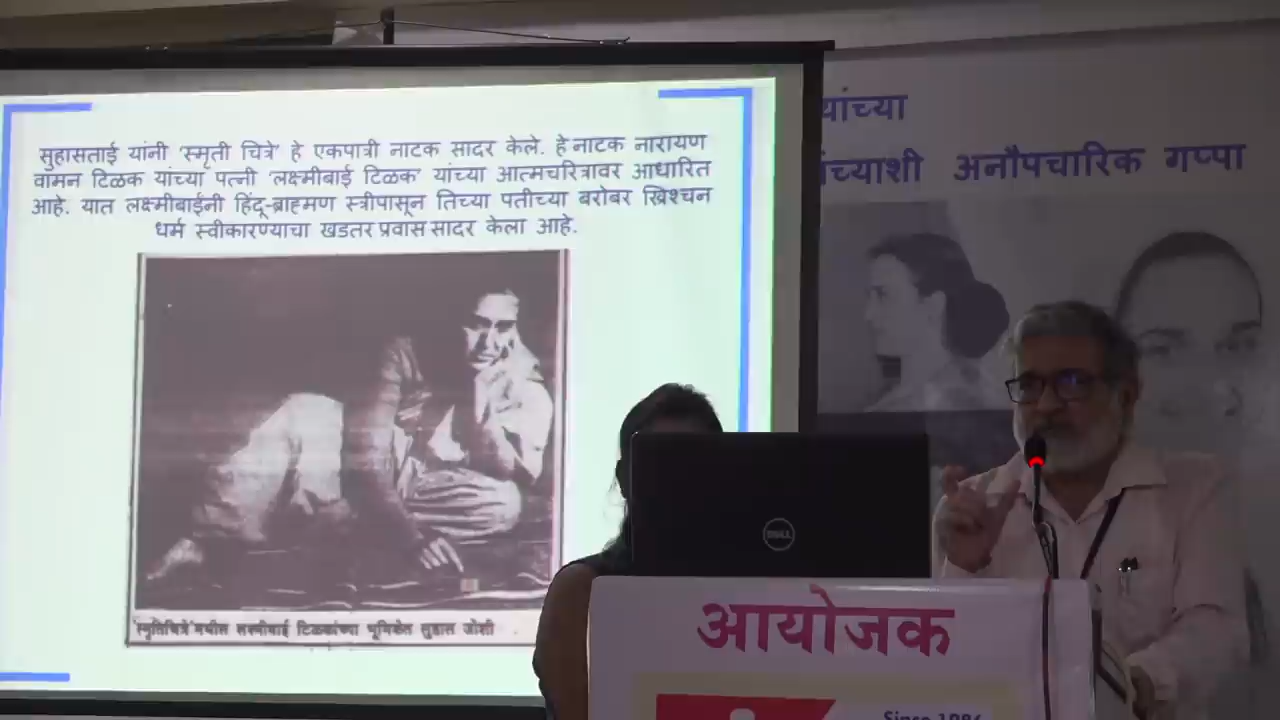 सुहासताई यांनी 'स्मृती चित्रे' हे एकपात्री नाटक सादर केले. हे नाटक नारायण
वामन टिळक यांच्या पत्नी 'लक्ष्मीबाई टिळक' यांच्या आत्मचरित्रावर आधारित
आहे. यात लक्ष्मीबाईनी हिंदू-ब्राह्मण स्त्रीपासून तिच्या पतीच्या बरोबर ख्रिश्चन
धर्म स्वीकारण्याचा खडतर प्रवास सादर केला आहे.
'स्मृतिचित्रे' मधील लक्ष्मीबाई टिळकांच्या भूमिकेत सुहास जोशी
यांच्या
यांच्याशी अनौपचारिक गप्पा
DELL
आयोजक
Since 1986